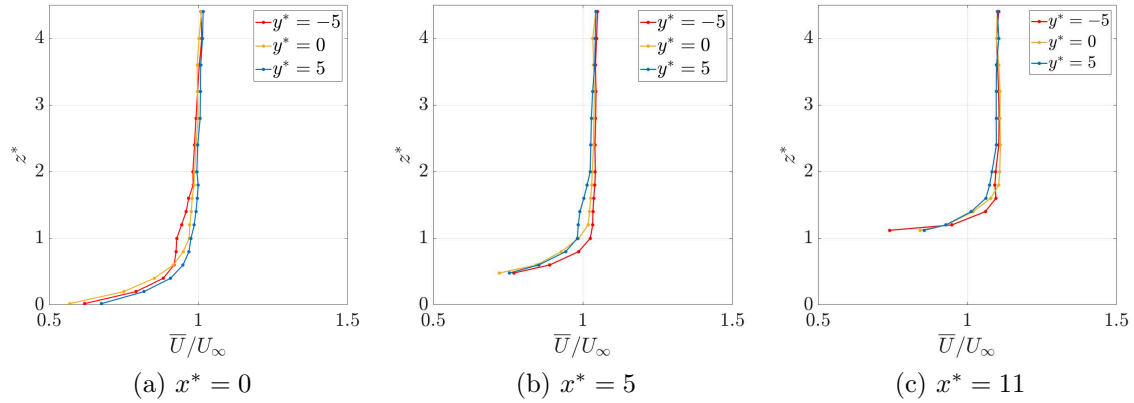 4
3
2
1
0
z*
y* = −5
y* = 0
y* = 5
0.5
1
1.5
U̅/U∞
(a) x* = 0
4
3
2
1
0
z*
y* = −5
y* = 0
y* = 5
0.5
1
1.5
U̅/U∞
(b) x* = 5
4
3
2
1
0
z*
y* = −5
y* = 0
y* = 5
0.5
1
1.5
U̅/U∞
(c) x* = 11